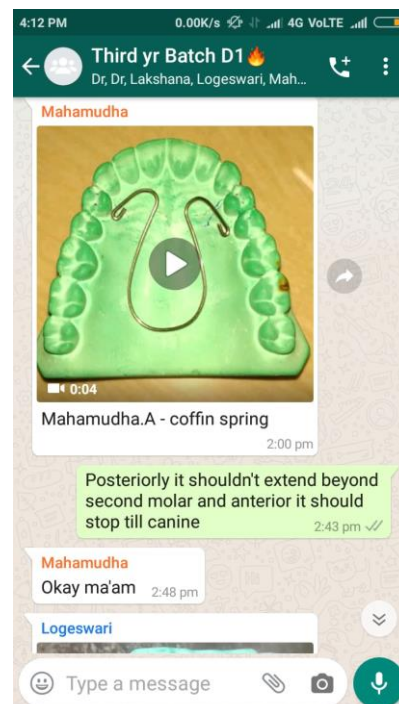 4:12 PM 0.00K/s 4G VoLTE
Third yr Batch D1🔥
Dr, Dr, Lakshana, Logeswari, Mah...
Mahamudha
0:04
Mahamudha.A - coffin spring
2:00 pm
Posteriorly it shouldn't extend beyond
second molar and anterior it should
stop till canine
2:43 pm
Mahamudha
Okay ma'am 2:48 pm
Logeswari
Type a message